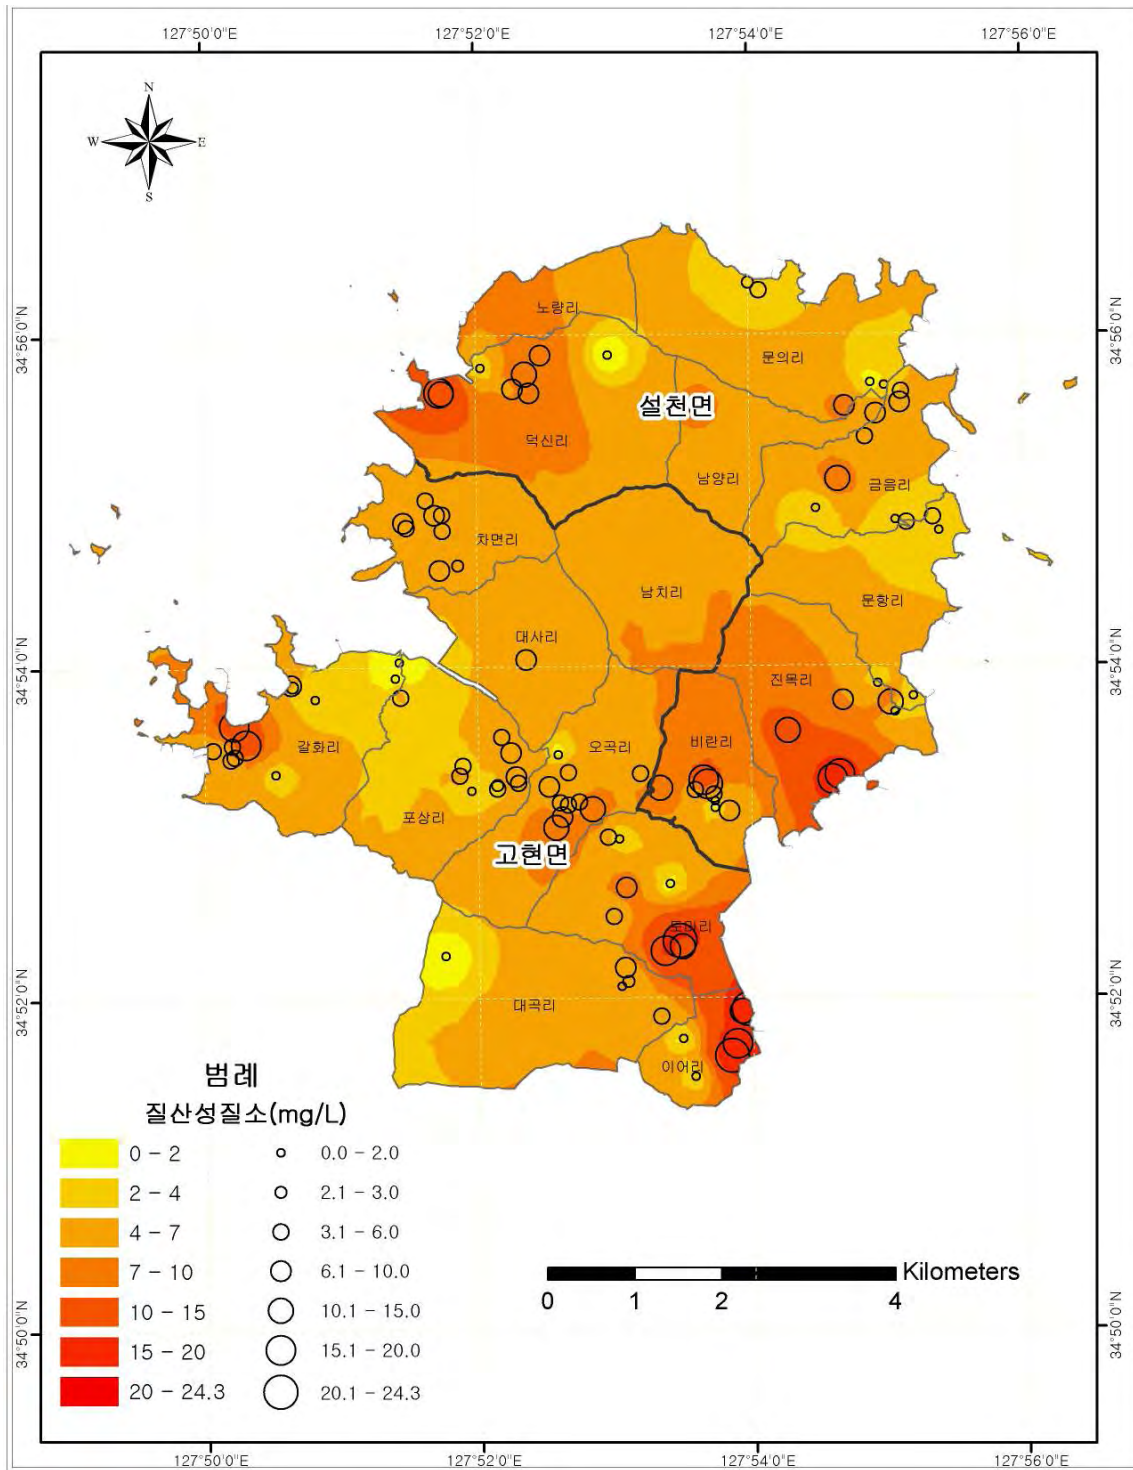 127°50'0"E 127°52'0"E 127°54'0"E 127°56'0"E
N
W E
S
노량리
34°56'0"N 34°56'0"N
문의리
설천면
덕신리
남양리
금음리
차면리
남치리
문항리
대사리
34°54'0"N 34°54'0"N
진목리
갈화리 오곡리 비란리
포상리
고현면
도마리
34°52'0"N 34°52'0"N
대곡리
이어리
범례
질산성질소(mg/L)
0 - 2 0.0 - 2.0
2 - 4 2.1 - 3.0
4 - 7 3.1 - 6.0
7 - 10 6.1 - 10.0
10 - 15 10.1 - 15.0
15 - 20 15.1 - 20.0
20 - 24.3 20.1 - 24.3
Kilometers
0 1 2 4
34°50'0"N 34°50'0"N
127°50'0"E 127°52'0"E 127°54'0"E 127°56'0"E